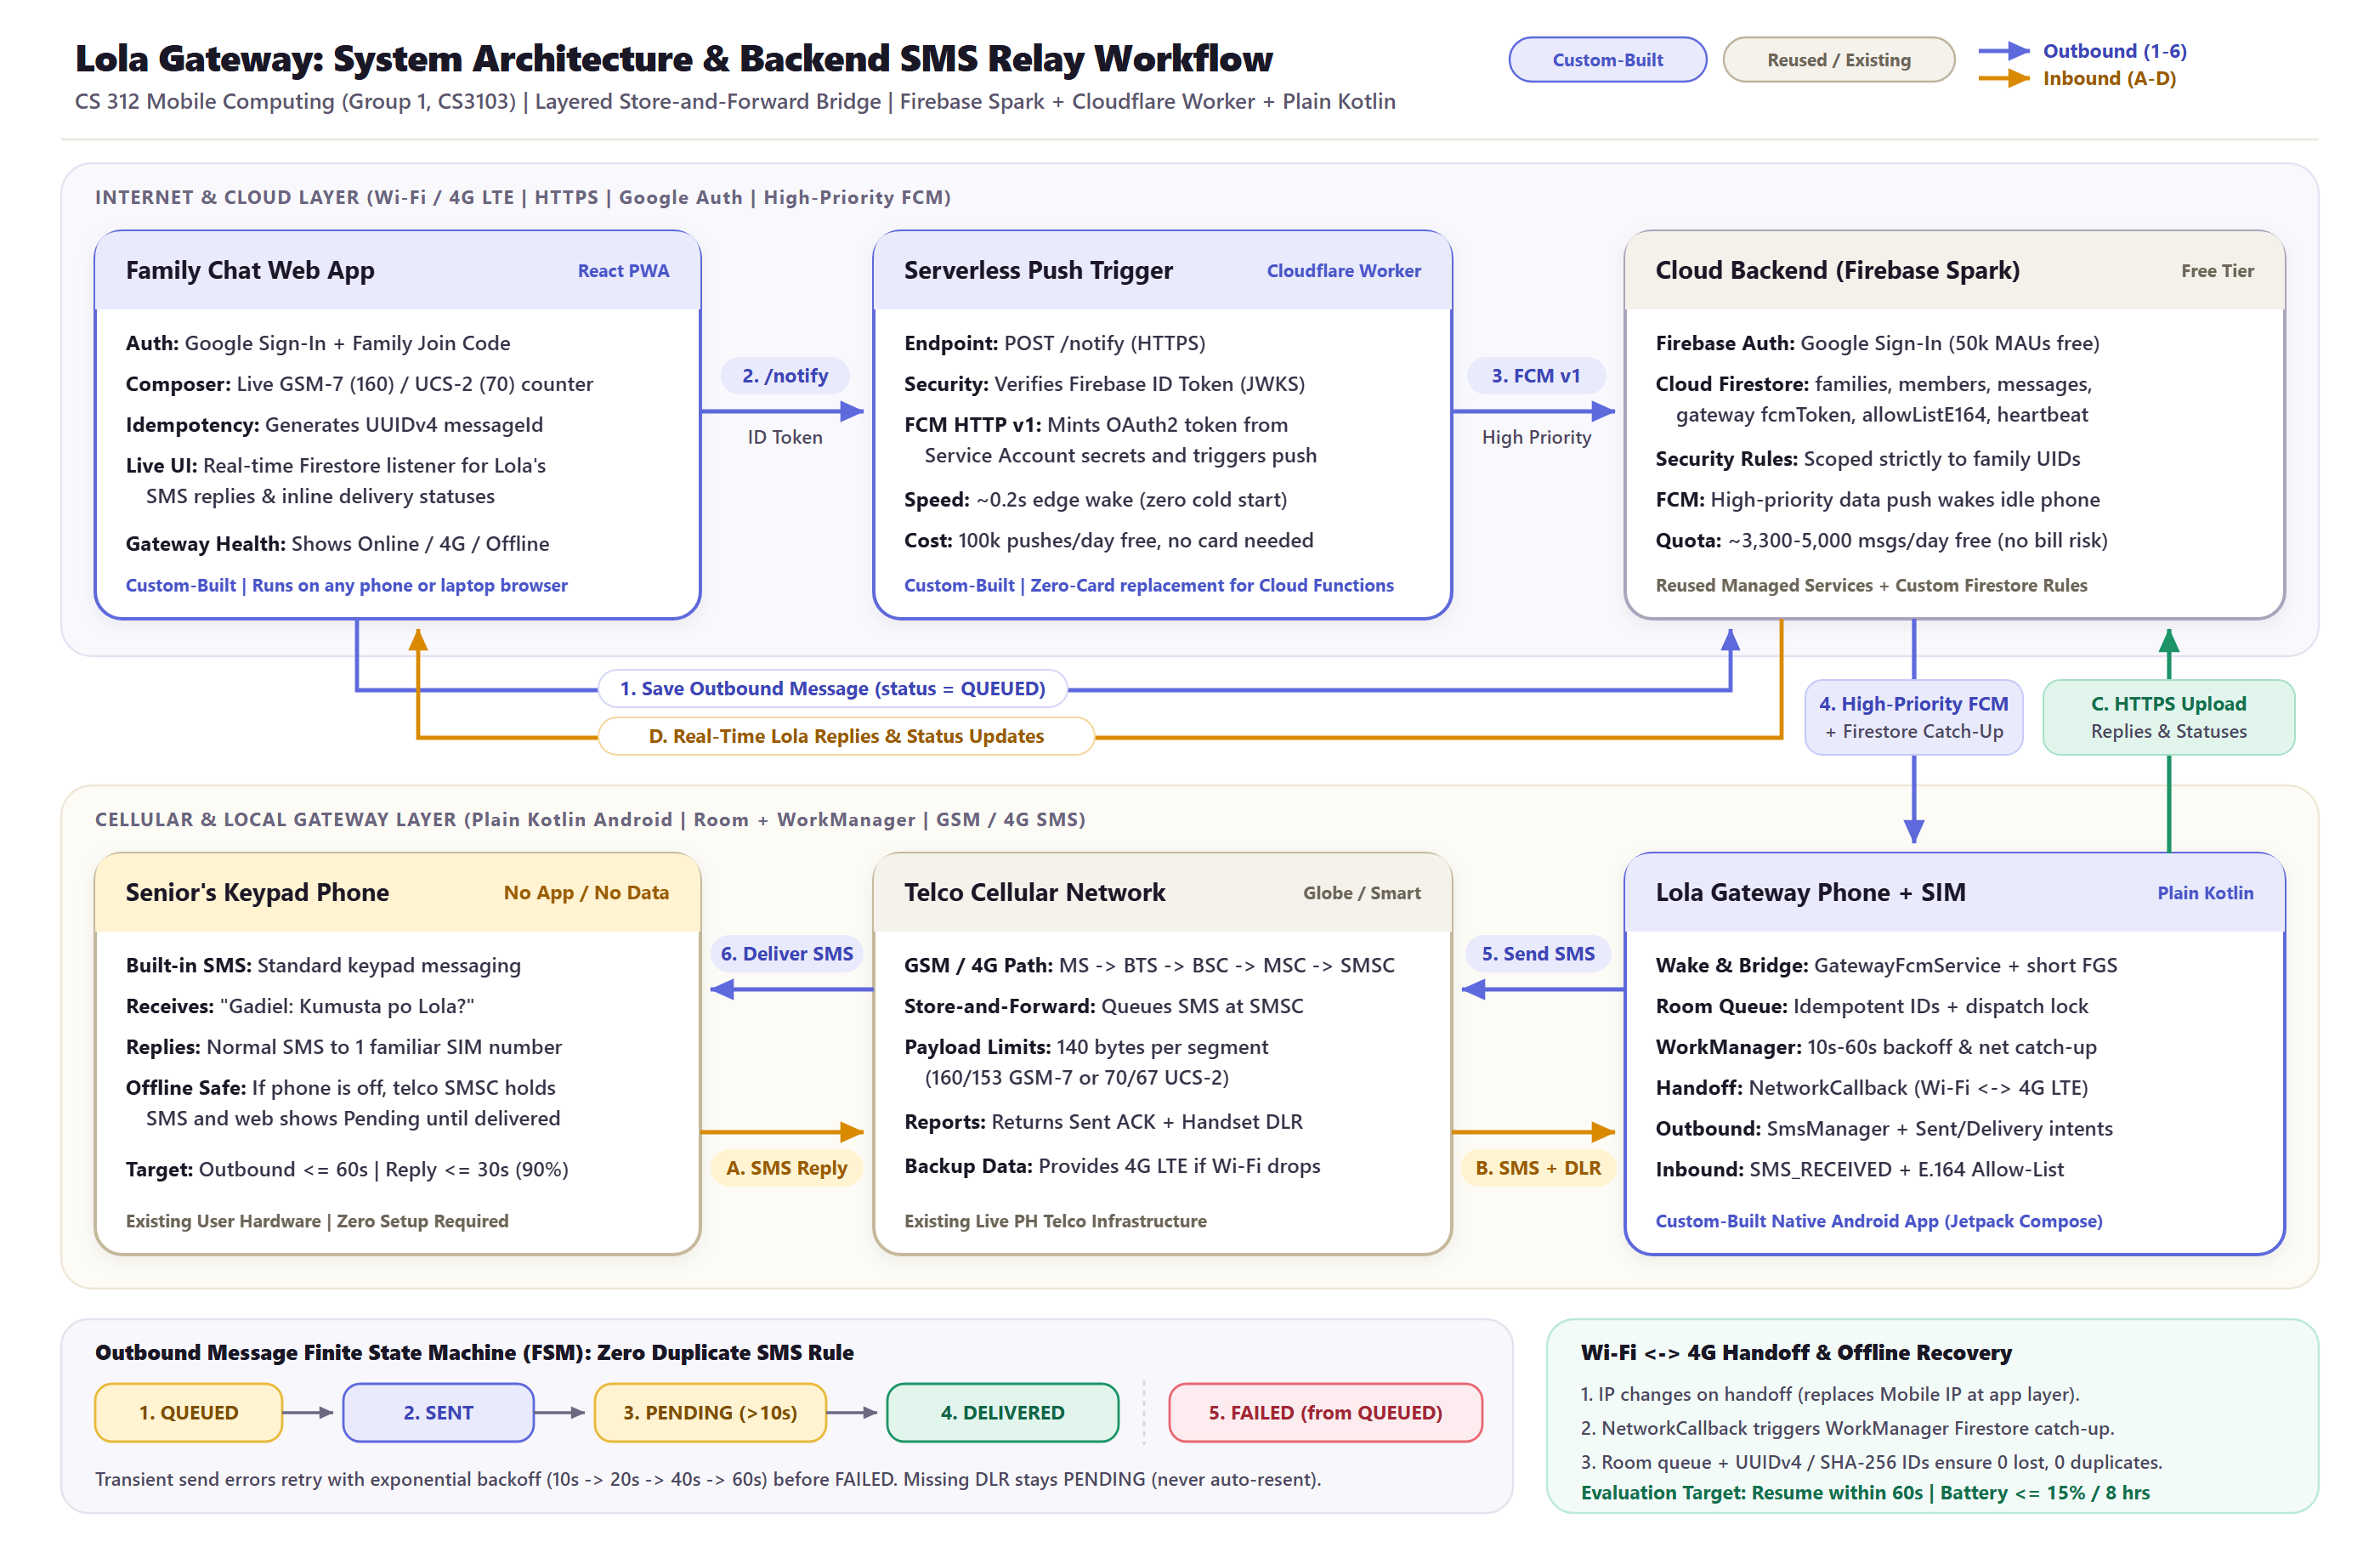 Lola Gateway: System Architecture & Backend SMS Relay Workflow
CS 312 Mobile Computing (Group 1, CS3103) | Layered Store-and-Forward Bridge | Firebase Spark + Cloudflare Worker + Plain Kotlin
Custom-Built
Reused / Existing
Outbound (1-6)
Inbound (A-D)
INTERNET & CLOUD LAYER (Wi-Fi / 4G LTE | HTTPS | Google Auth | High-Priority FCM)
Family Chat Web App
React PWA
Auth: Google Sign-In + Family Join Code
Composer: Live GSM-7 (160) / UCS-2 (70) counter
Idempotency: Generates UUIDv4 messageId
Live UI: Real-time Firestore listener for Lola's
SMS replies & inline delivery statuses
Gateway Health: Shows Online / 4G / Offline
Custom-Built | Runs on any phone or laptop browser
2. /notify
ID Token
Serverless Push Trigger
Cloudflare Worker
Endpoint: POST /notify (HTTPS)
Security: Verifies Firebase ID Token (JWKS)
FCM HTTP v1: Mints OAuth2 token from
Service Account secrets and triggers push
Speed: ~0.2s edge wake (zero cold start)
Cost: 100k pushes/day free, no card needed
Custom-Built | Zero-Card replacement for Cloud Functions
3. FCM v1
High Priority
Cloud Backend (Firebase Spark)
Free Tier
Firebase Auth: Google Sign-In (50k MAUs free)
Cloud Firestore: families, members, messages,
gateway fcmToken, allowListE164, heartbeat
Security Rules: Scoped strictly to family UIDs
FCM: High-priority data push wakes idle phone
Quota: ~3,300-5,000 msgs/day free (no bill risk)
Reused Managed Services + Custom Firestore Rules
1. Save Outbound Message (status = QUEUED)
D. Real-Time Lola Replies & Status Updates
4. High-Priority FCM
+ Firestore Catch-Up
C. HTTPS Upload
Replies & Statuses
CELLULAR & LOCAL GATEWAY LAYER (Plain Kotlin Android | Room + WorkManager | GSM / 4G SMS)
Senior's Keypad Phone
No App / No Data
Built-in SMS: Standard keypad messaging
Receives: "Gadiel: Kumusta po Lola?"
Replies: Normal SMS to 1 familiar SIM number
Offline Safe: If phone is off, telco SMSC holds
SMS and web shows Pending until delivered
Target: Outbound <= 60s | Reply <= 30s (90%)
Existing User Hardware | Zero Setup Required
6. Deliver SMS
A. SMS Reply
Telco Cellular Network
Globe / Smart
GSM / 4G Path: MS -> BTS -> BSC -> MSC -> SMSC
Store-and-Forward: Queues SMS at SMSC
Payload Limits: 140 bytes per segment
(160/153 GSM-7 or 70/67 UCS-2)
Reports: Returns Sent ACK + Handset DLR
Backup Data: Provides 4G LTE if Wi-Fi drops
Existing Live PH Telco Infrastructure
5. Send SMS
B. SMS + DLR
Lola Gateway Phone + SIM
Plain Kotlin
Wake & Bridge: GatewayFcmService + short FGS
Room Queue: Idempotent IDs + dispatch lock
WorkManager: 10s-60s backoff & net catch-up
Handoff: NetworkCallback (Wi-Fi <-> 4G LTE)
Outbound: SmsManager + Sent/Delivery intents
Inbound: SMS_RECEIVED + E.164 Allow-List
Custom-Built Native Android App (Jetpack Compose)
Outbound Message Finite State Machine (FSM): Zero Duplicate SMS Rule
1. QUEUED
2. SENT
3. PENDING (>10s)
4. DELIVERED
5. FAILED (from QUEUED)
Transient send errors retry with exponential backoff (10s -> 20s -> 40s -> 60s) before FAILED. Missing DLR stays PENDING (never auto-resent).
Wi-Fi <-> 4G Handoff & Offline Recovery
1. IP changes on handoff (replaces Mobile IP at app layer).
2. NetworkCallback triggers WorkManager Firestore catch-up.
3. Room queue + UUIDv4 / SHA-256 IDs ensure 0 lost, 0 duplicates.
Evaluation Target: Resume within 60s | Battery <= 15% / 8 hrs